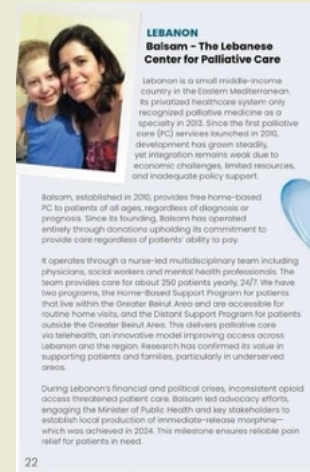 LEBANON
Balsam – The Lebanese
Center for Palliative Care
Lebanon is a small middle-income
country in the Eastern Mediterranean.
Its privatized healthcare system only
recognized palliative medicine as a
specialty in 2013. Since the first palliative
care (PC) services launched in 2010,
development has grown steadily,
yet integration remains weak due to
economic challenges, limited resources,
and inadequate policy support.
Balsam, established in 2010, provides free home-based
PC to patients of all ages, regardless of diagnosis or
prognosis. Since its founding, Balsam has operated
entirely through donations upholding its commitment to
provide care regardless of patients' ability to pay.
It operates through a nurse-led multidisciplinary team including
physicians, social workers and mental health professionals. The
team provides care for about 250 patients yearly, 24/7. We have
two programs, the Home-Based Support Program for patients
that live within the Greater Beirut Area and are accessible for
routine home visits, and the Distant Support Program for patients
outside the Greater Beirut Area. This delivers palliative care
via telehealth, an innovative model improving access across
Lebanon and the region. Research has confirmed its value in
supporting patients and families, particularly in underserved
areas.
During Lebanon's financial and political crises, inconsistent opioid
access threatened patient care. Balsam led advocacy efforts,
engaging the Minister of Public Health and key stakeholders to
establish local production of immediate-release morphine—
which was achieved in 2024. This milestone ensures reliable pain
relief for patients in need.
22